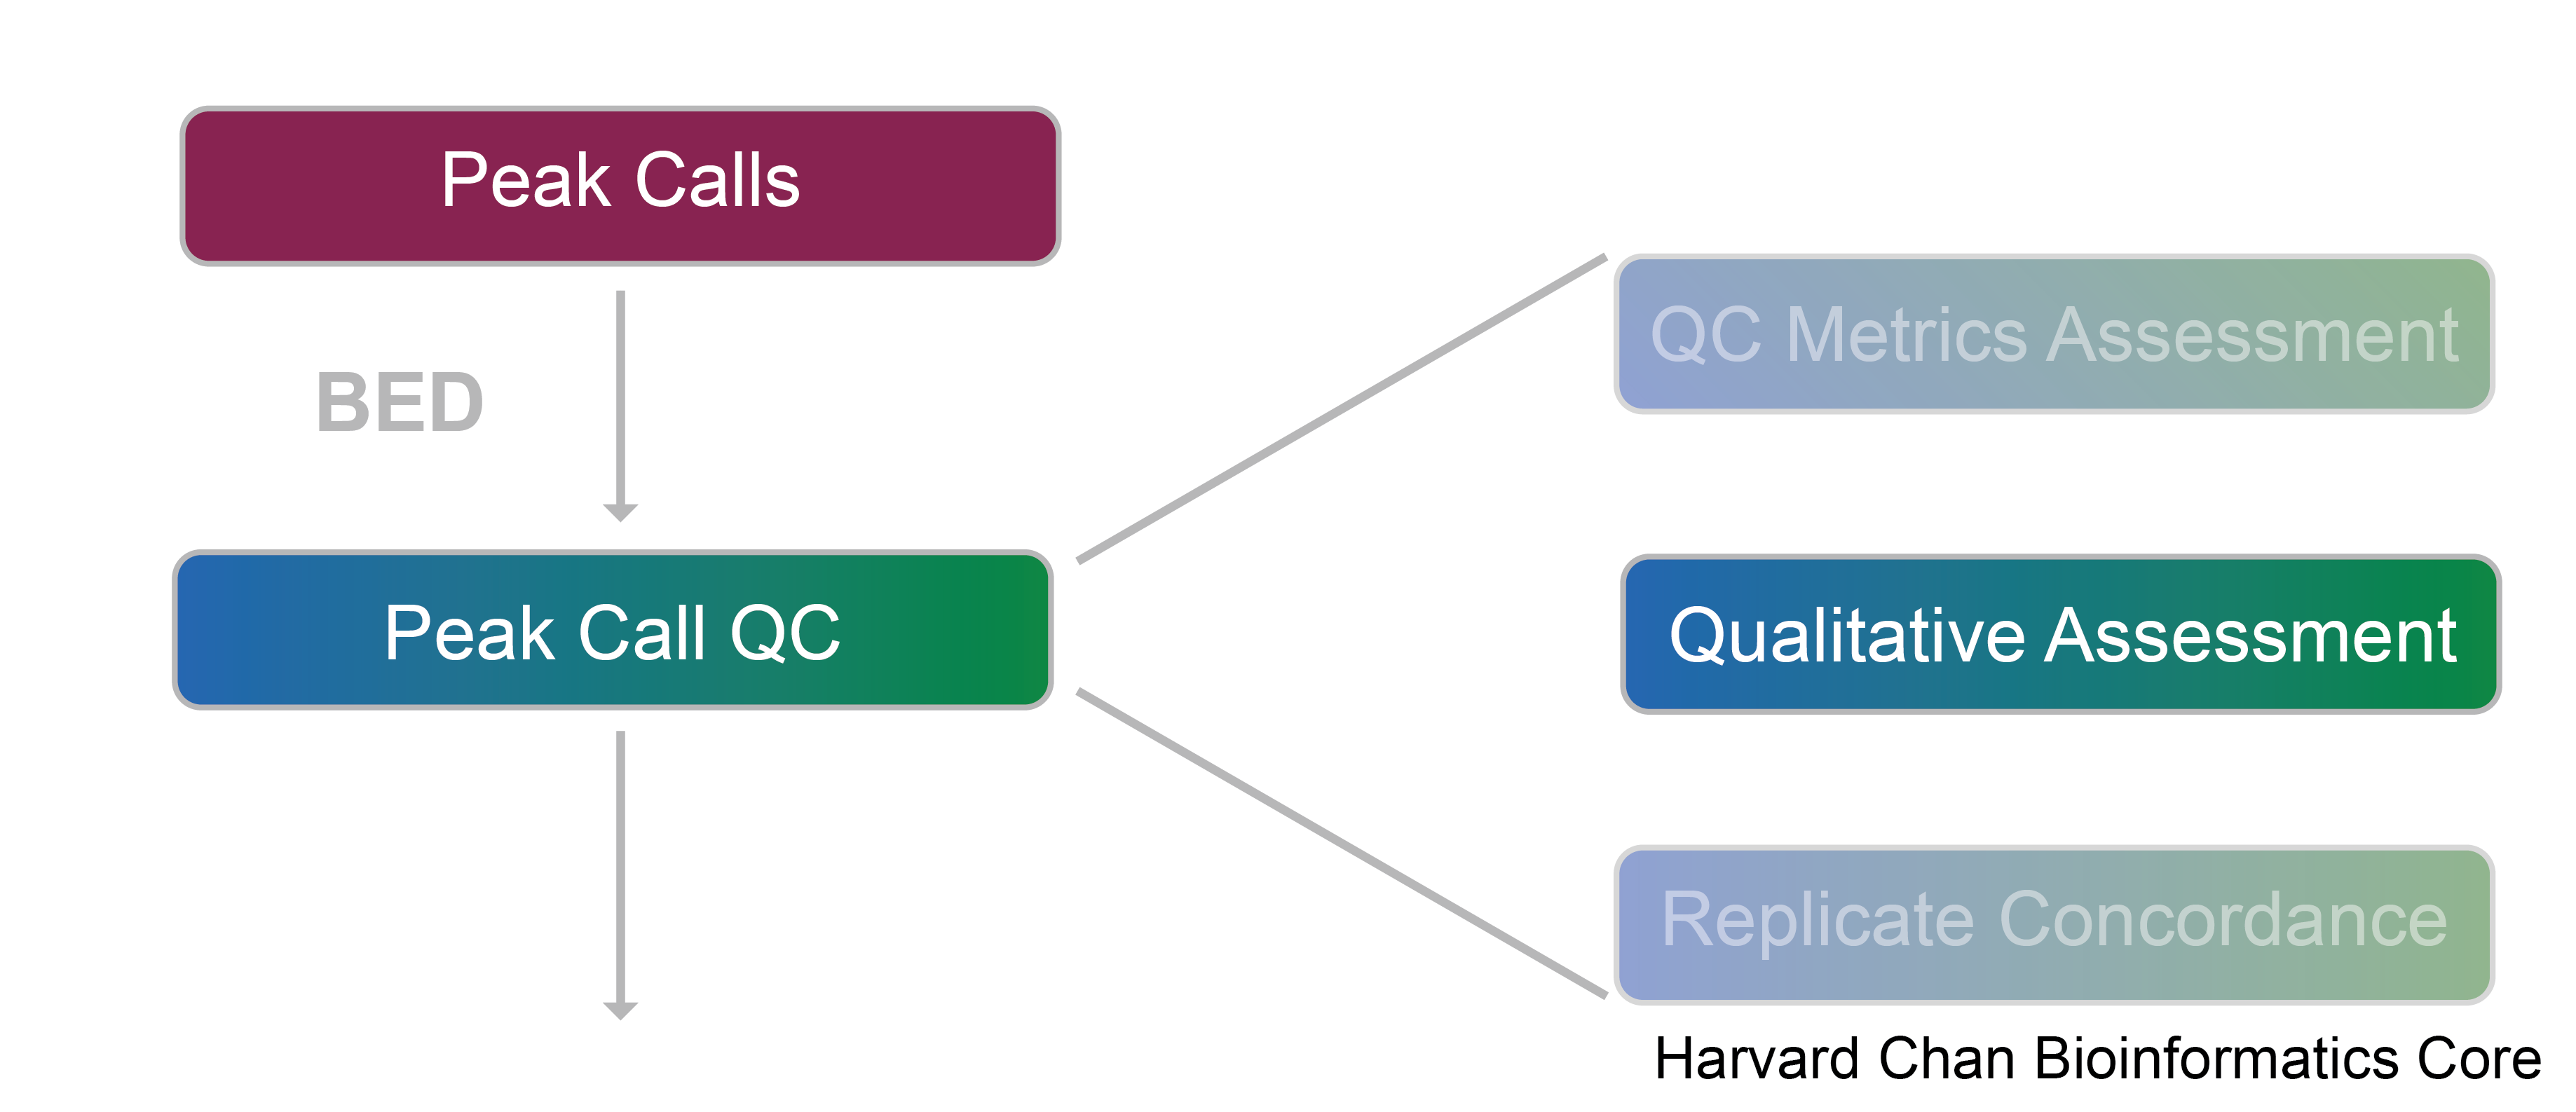 Peak Calls
BED
Peak Call QC
QC Metrics Assessment
Qualitative Assessment
Replicate Concordance
Harvard Chan Bioinformatics Core